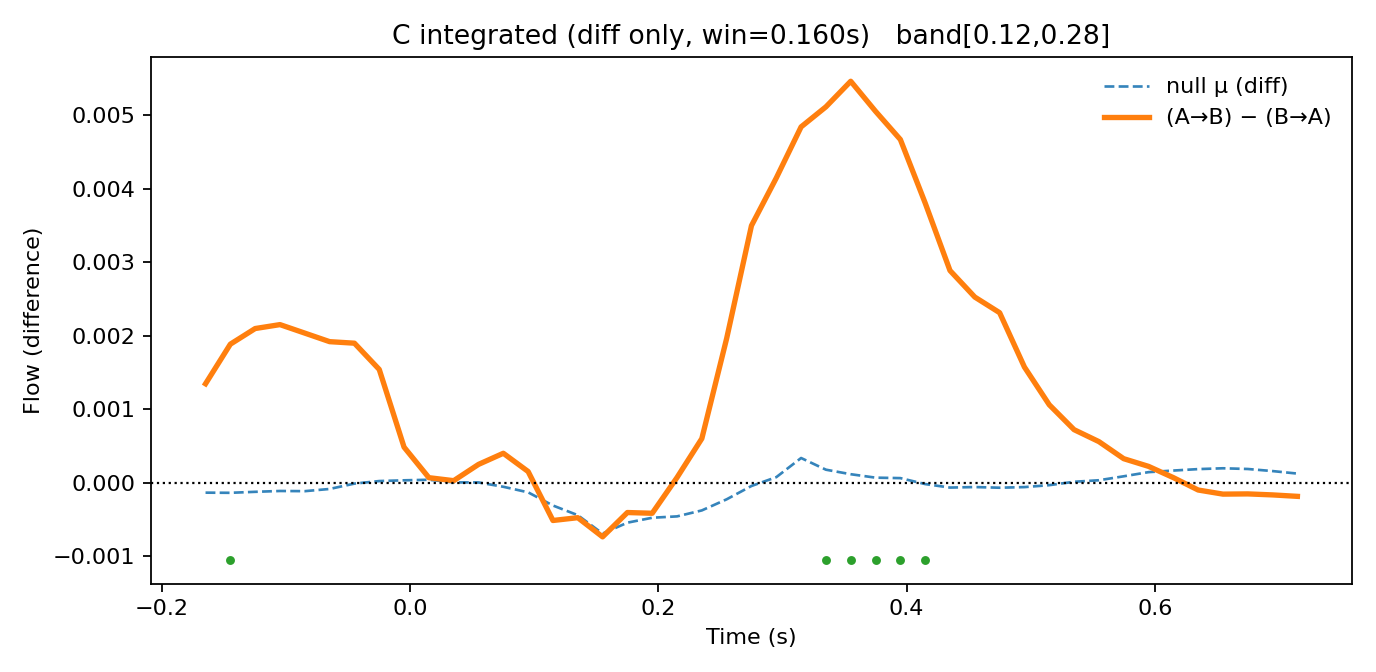 C integrated (diff only, win=0.160s)   band[0.12,0.28]
null μ (diff)
(A→B) − (B→A)
Flow (difference)
0.005
0.004
0.003
0.002
0.001
0.000
−0.001
−0.2 0.0 0.2 0.4 0.6
Time (s)